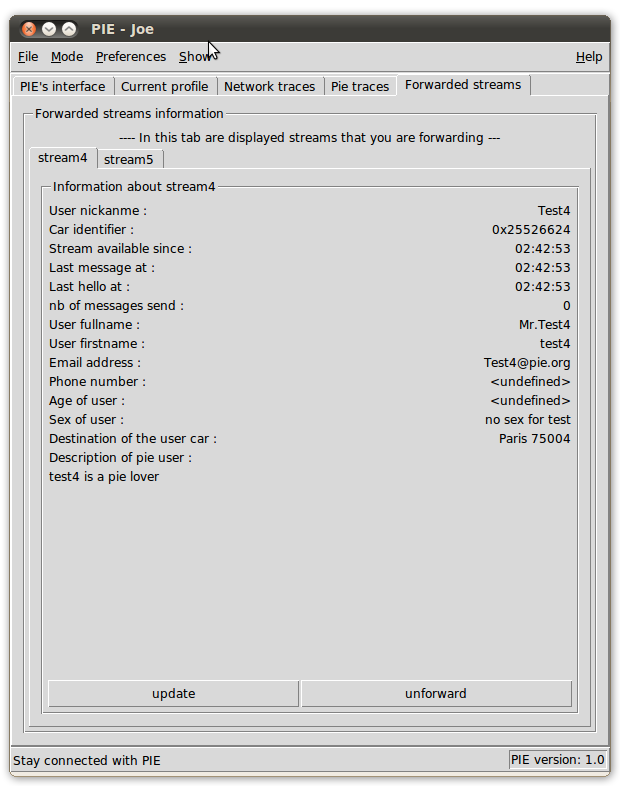 PIE - Joe
File Mode Preferences Show Help
PIE's interface Current profile Network traces Pie traces Forwarded streams
Forwarded streams information
---- In this tab are displayed streams that you are forwarding ---
stream4 stream5
Information about stream4
User nickanme : Test4
Car identifier : 0x25526624
Stream available since : 02:42:53
Last message at : 02:42:53
Last hello at : 02:42:53
nb of messages send : 0
User fullname : Mr.Test4
User firstname : test4
Email address : Test4@pie.org
Phone number : <undefined>
Age of user : <undefined>
Sex of user : no sex for test
Destination of the user car : Paris 75004
Description of pie user :
test4 is a pie lover
update unforward
Stay connected with PIE PIE version: 1.0